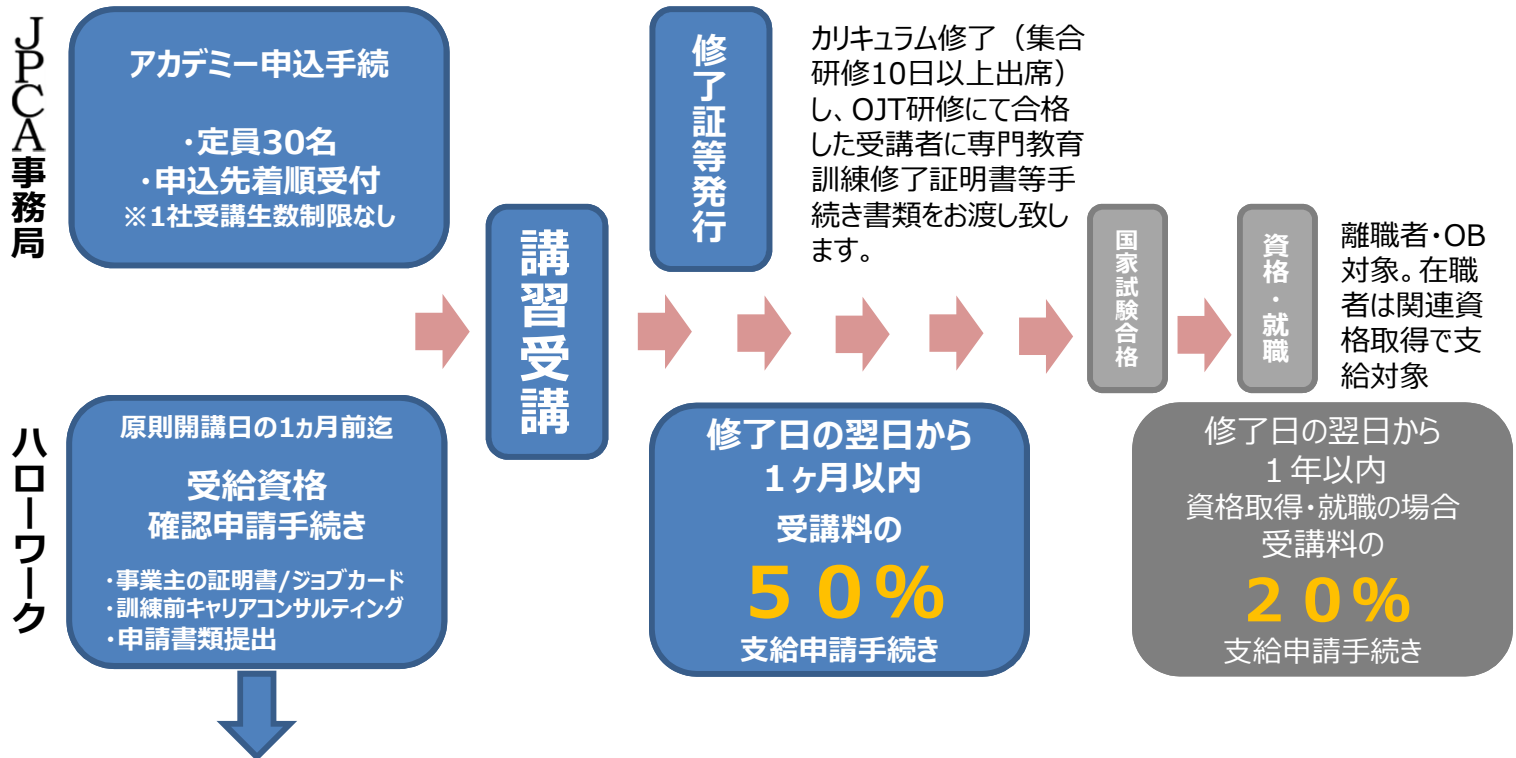 JPCA事務局
アカデミー申込手続
・定員30名
・申込先着順受付
※1社受講生数制限なし
講習受講
修了証等発行
カリキュラム修了（集合
研修10日以上出席）
し、OJT研修にて合格
した受講者に専門教育
訓練修了証明書等手
続き書類をお渡し致し
ます。
国家試験合格
資格・就職
離職者・OB
対象。在職
者は関連資
格取得で支
給対象
ハローワーク
原則開講日の1ヵ月前迄
受給資格
確認申請手続き
・事業主の証明書/ジョブカード
・訓練前キャリアコンサルティング
・申請書類提出
修了日の翌日から
１ヶ月以内
受講料の
５０%
支給申請手続き
修了日の翌日から
１年以内
資格取得・就職の場合
受講料の
２０%
支給申請手続き